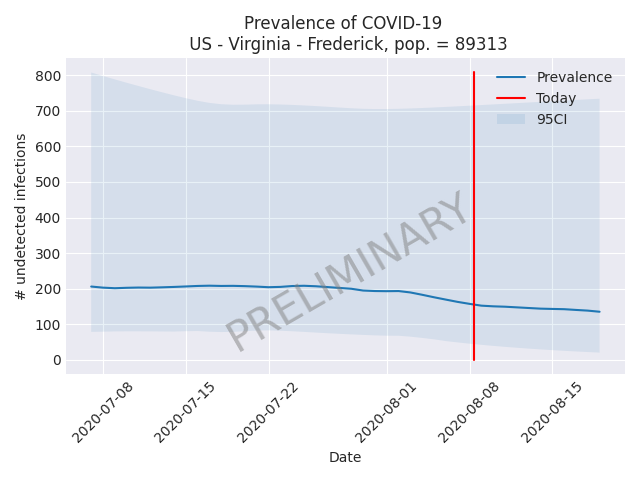 Prevalence of COVID-19
US - Virginia - Frederick, pop. = 89313
800
700
600
500
400
300
200
100
0
# undetected infections
Prevalence
Today
95CI
PRELIMINARY
2020-07-08
2020-07-15
2020-07-22
2020-08-01
2020-08-08
2020-08-15
Date